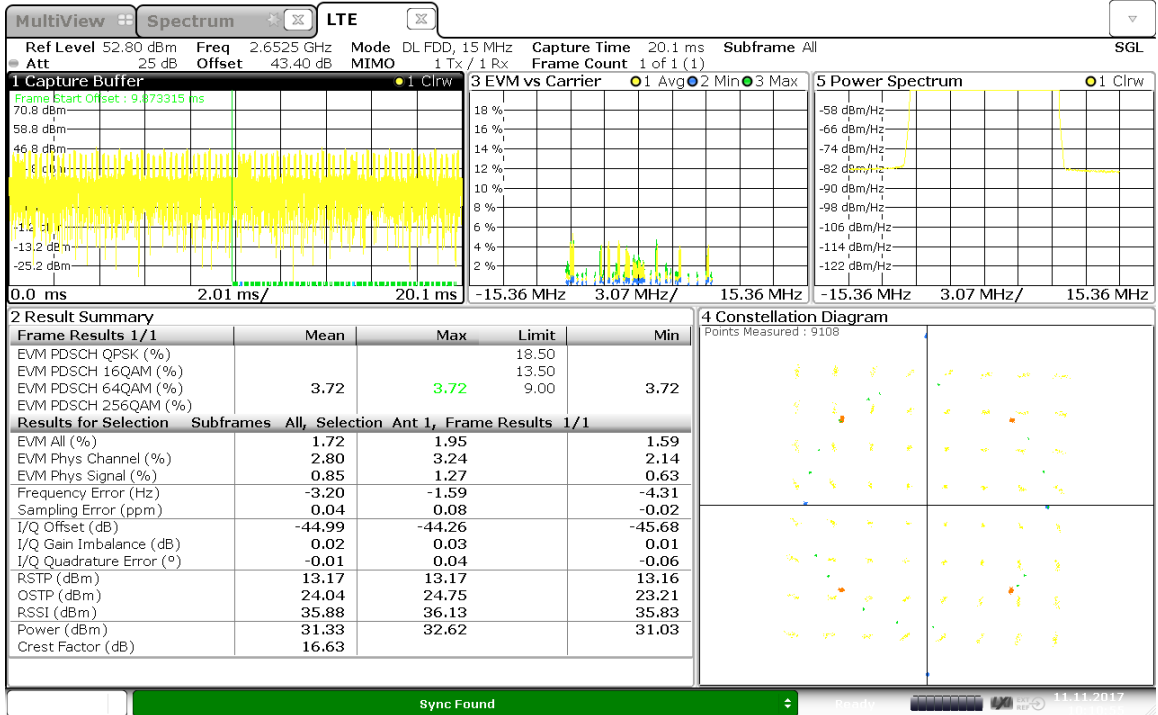 MultiView Spectrum LTE
Ref Level 52.80 dBm Freq 2.6525 GHz Mode DL FDD, 15 MHz Capture Time 20.1 ms Subframe All SGL
Att 25 dB Offset 43.40 dB MIMO 1 Tx / 1 Rx Frame Count 1 of 1 (1)
1 Capture Buffer 1 Clrw
Frame Start Offset : 9.873315 ms
70.8 dBm
58.8 dBm
46.8 dBm
-1.2 dBm
-13.2 dBm
-25.2 dBm
0.0 ms 2.01 ms/ 20.1 ms
3 EVM vs Carrier 1 Avg 2 Min 3 Max
18 %
16 %
14 %
12 %
10 %
8 %
6 %
4 %
2 %
-15.36 MHz 3.07 MHz/ 15.36 MHz
5 Power Spectrum 1 Clrw
-58 dBm/Hz
-66 dBm/Hz
-74 dBm/Hz
-82 dBm/Hz
-90 dBm/Hz
-98 dBm/Hz
-106 dBm/Hz
-114 dBm/Hz
-122 dBm/Hz
-15.36 MHz 3.07 MHz/ 15.36 MHz
2 Result Summary
Frame Results 1/1 Mean Max Limit Min
EVM PDSCH QPSK (%) 18.50
EVM PDSCH 16QAM (%) 13.50
EVM PDSCH 64QAM (%) 3.72 3.72 9.00 3.72
EVM PDSCH 256QAM (%)
Results for Selection Subframes All, Selection Ant 1, Frame Results 1/1
EVM All (%) 1.72 1.95 1.59
EVM Phys Channel (%) 2.80 3.24 2.14
EVM Phys Signal (%) 0.85 1.27 0.63
Frequency Error (Hz) -3.20 -1.59 -4.31
Sampling Error (ppm) 0.04 0.08 -0.02
I/Q Offset (dB) -44.99 -44.26 -45.68
I/Q Gain Imbalance (dB) 0.02 0.03 0.01
I/Q Quadrature Error (°) -0.01 0.04 -0.06
RSTP (dBm) 13.17 13.17 13.16
OSTP (dBm) 24.04 24.75 23.21
RSSI (dBm) 35.88 36.13 35.83
Power (dBm) 31.33 32.62 31.03
Crest Factor (dB) 16.63
4 Constellation Diagram
Points Measured : 9108
Sync Found
Ready
LXI
EXT
REF
11.11.2017